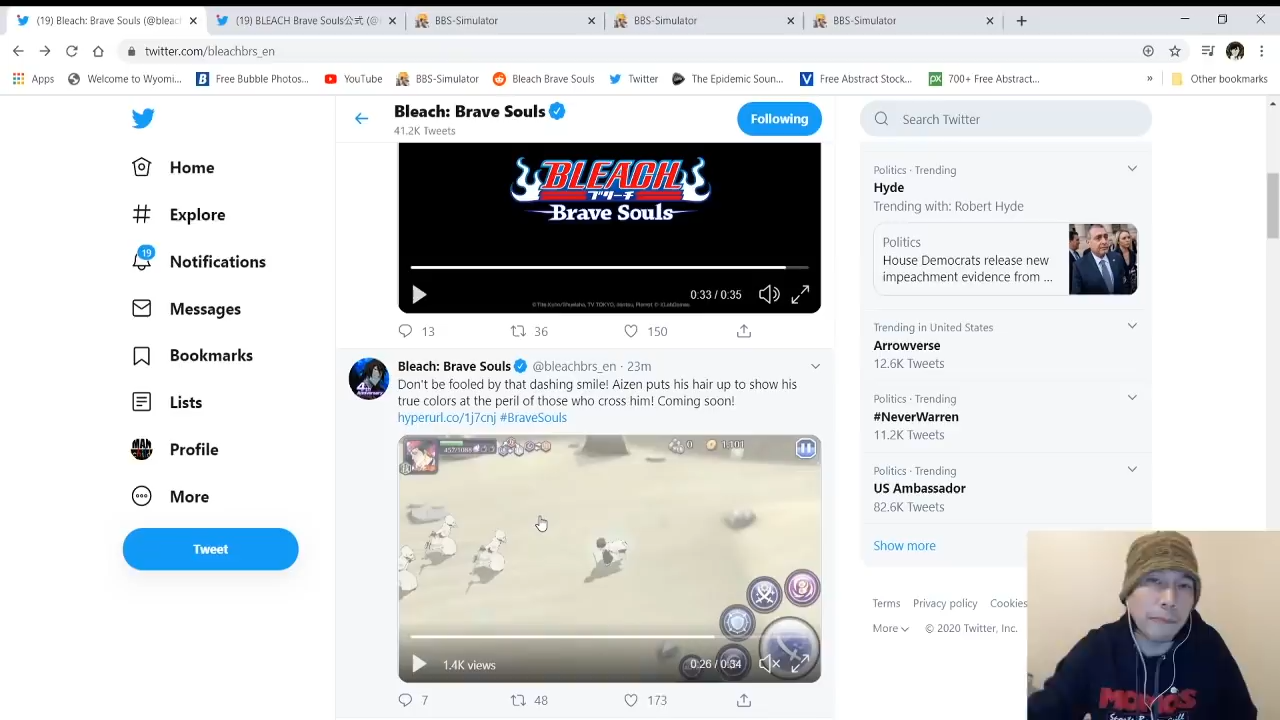 (19) Bleach: Brave Souls (@bleac
(19) BLEACH Brave Souls公式 (@
BBS-Simulator
BBS-Simulator
BBS-Simulator
twitter.com/bleachbrs_en
Apps
Welcome to Wyomi...
Free Bubble Photos...
YouTube
BBS-Simulator
Bleach Brave Souls
Twitter
The Epidemic Soun...
Free Abstract Stock...
700+ Free Abstract...
»
Other bookmarks
Home
Explore
19
Notifications
Messages
Bookmarks
Lists
Profile
More
Tweet
Bleach: Brave Souls
41.2K Tweets
Following
BLEACH
ブリーチ
Brave Souls
0:33 / 0:35
13
36
150
Bleach: Brave Souls @bleachbrs_en · 23m
Don't be fooled by that dashing smile! Aizen puts his hair up to show his
true colors at the peril of those who cross him! Coming soon!
hyperurl.co/1j7cnj #BraveSouls
0
1,101
1.4K views
0:26 / 0:34
7
48
173
Search Twitter
Politics · Trending
Hyde
Trending with: Robert Hyde
Politics
House Democrats release new
impeachment evidence from ...
Trending in United States
Arrowverse
12.6K Tweets
Politics · Trending
#NeverWarren
11.2K Tweets
Politics · Trending
US Ambassador
82.6K Tweets
Show more
Terms
Privacy policy
Cookies
More
© 2020 Twitter, Inc.